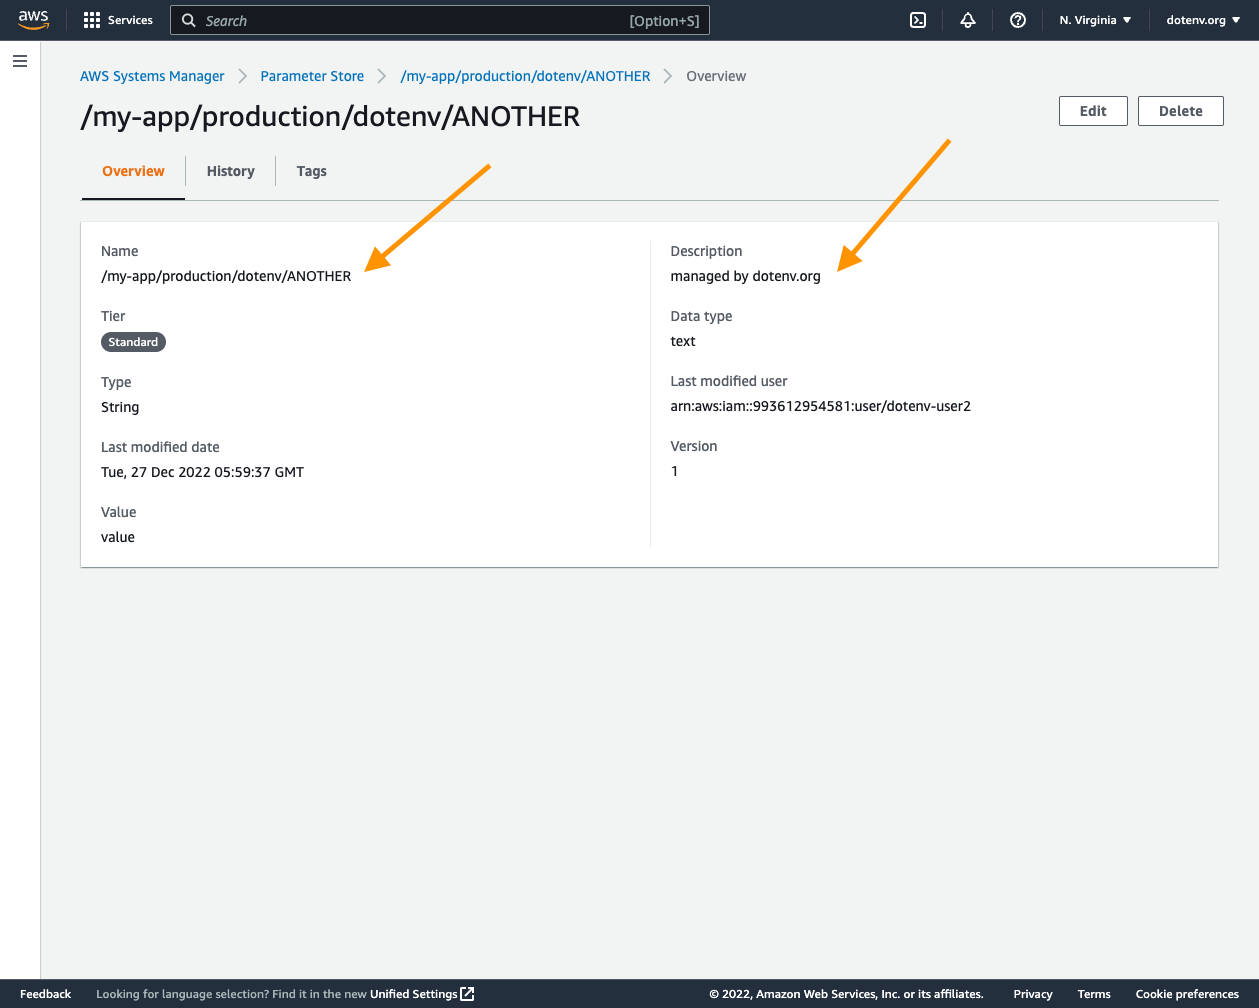 aws Services Search [Option+S] N. Virginia dotenv.org
AWS Systems Manager Parameter Store /my-app/production/dotenv/ANOTHER Overview
/my-app/production/dotenv/ANOTHER Edit Delete
Overview History Tags
Name
/my-app/production/dotenv/ANOTHER
Tier
Standard
Type
String
Last modified date
Tue, 27 Dec 2022 05:59:37 GMT
Value
value
Description
managed by dotenv.org
Data type
text
Last modified user
arn:aws:iam::993612954581:user/dotenv-user2
Version
1
Feedback Looking for language selection? Find it in the new Unified Settings © 2022, Amazon Web Services, Inc. or its affiliates. Privacy Terms Cookie preferences